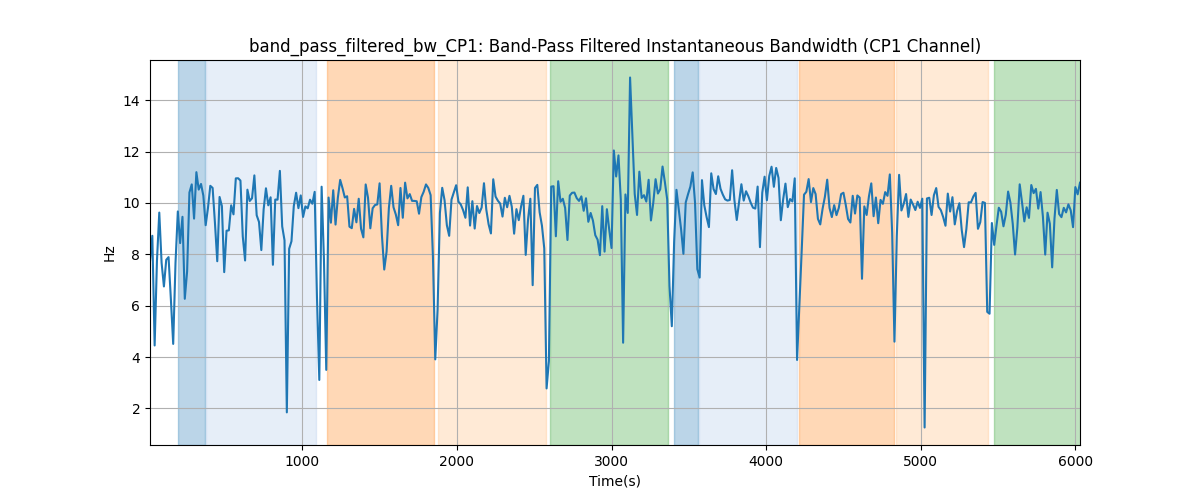 band_pass_filtered_bw_CP1: Band-Pass Filtered Instantaneous Bandwidth (CP1 Channel)
14
12
10
8
6
4
2
Hz
1000 2000 3000 4000 5000 6000
Time(s)